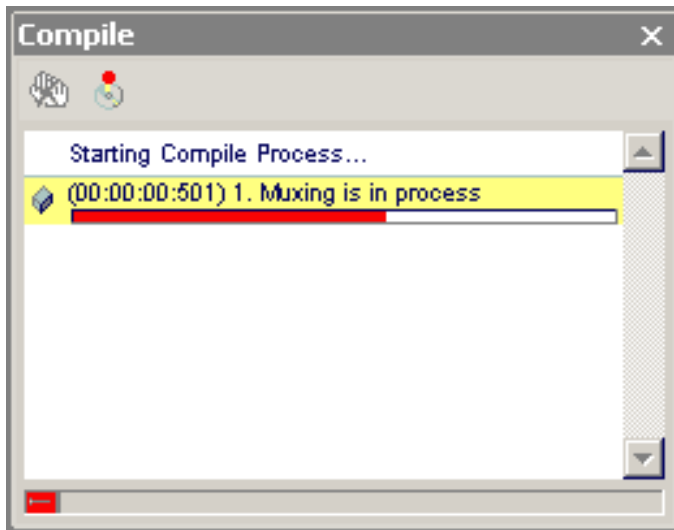 Compile
Starting Compile Process...
(00:00:00:501) 1. Muxing is in process